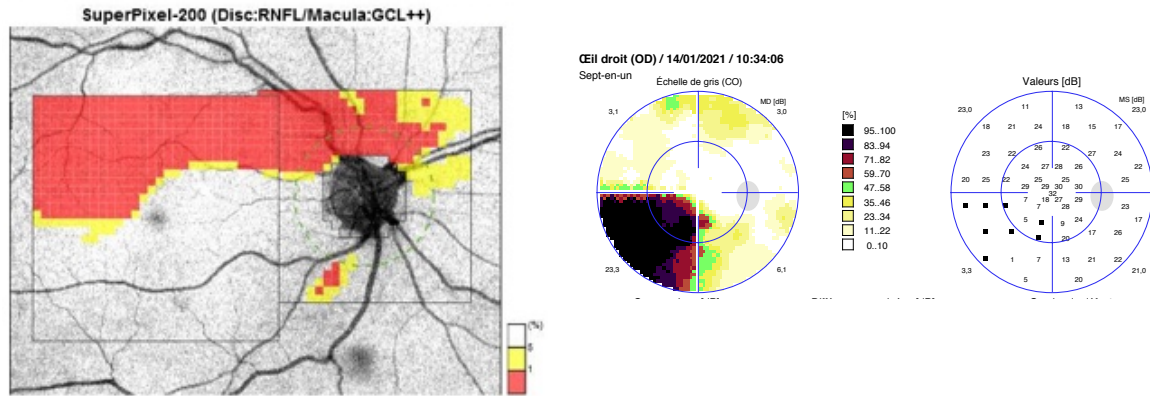 SuperPixel-200 (Disc:RNFL/Macula:GCL++)
(%)
5
1
Œil droit (OD) / 14/01/2021 / 10:34:06
Sept-en-un
Échelle de gris (CO)
MD [dB]
3,1
3,0
23,3
6,1
[%]
95..100
83..94
71..82
59..70
47..58
35..46
23..34
11..22
0..10
Valeurs [dB]
MS [dB]
23,0 11 13 23,0
18 21 24 18 15 17
26 22
23 22 27 24
24 27 28 26 22
20 25 22 25 25 25
29 29 30 30
32
7 18 27 29
7 28 23
5 24
9 17
20 26 22
1 7 13 21 22
3,3 21,0
5 20